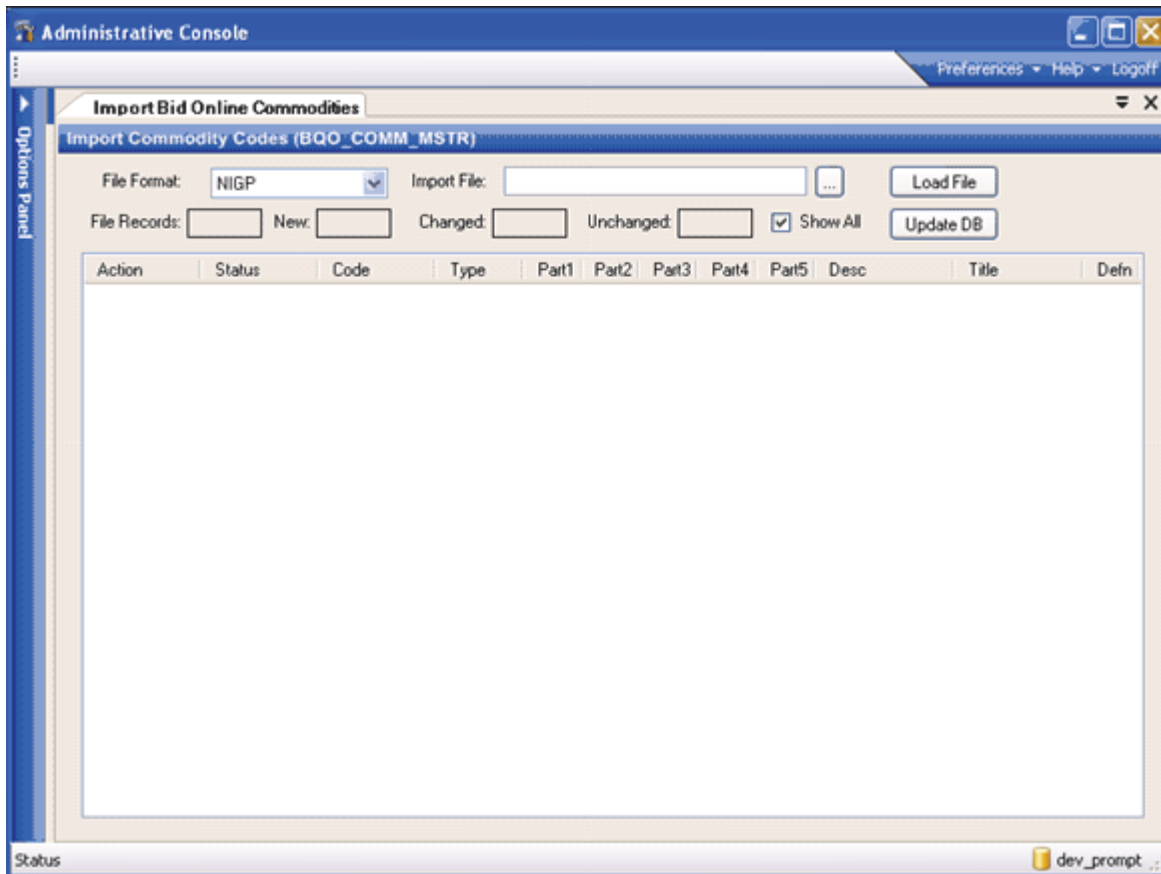 Administrative Console
Preferences Help Logoff
Options Panel
Import Bid Online Commodities
Import Commodity Codes (BQO_COMM_MSTR)
File Format: NIGP Import File: ... Load File
File Records: New: Changed: Unchanged: Show All Update DB
Action Status Code Type Part1 Part2 Part3 Part4 Part5 Desc Title Defn
Status dev_prompt